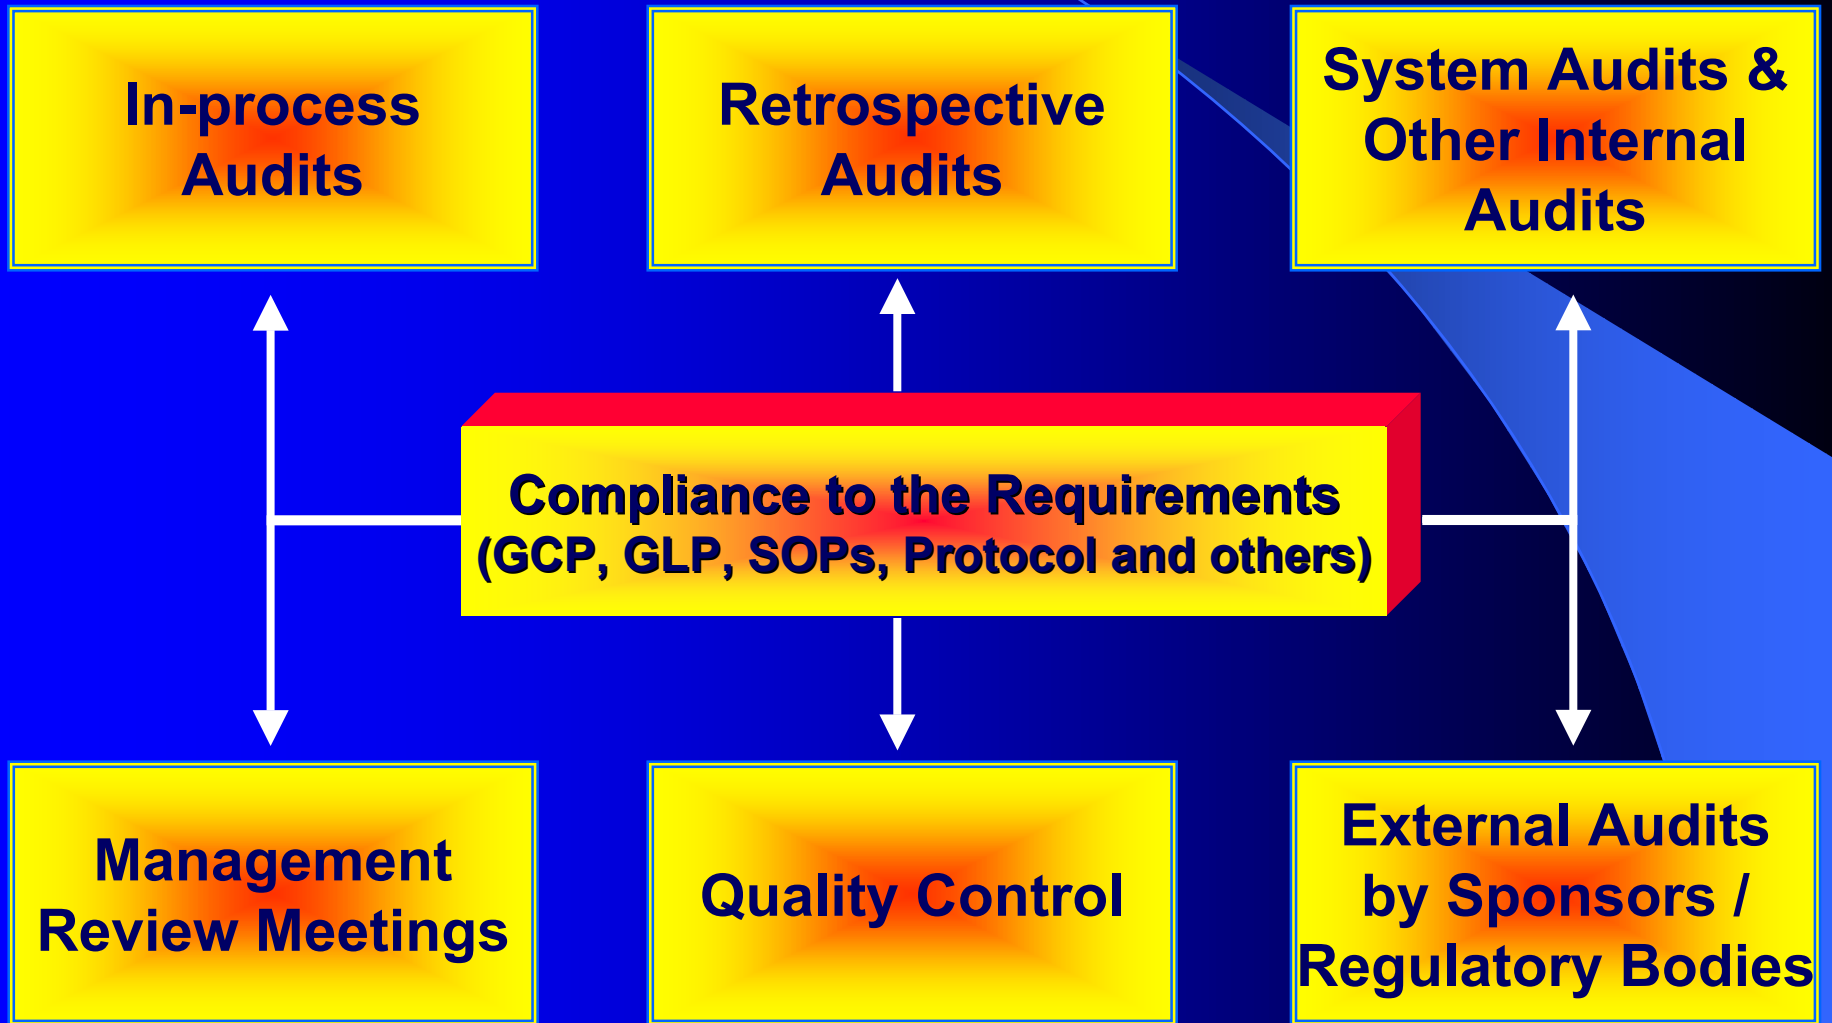 In-process
Audits
Retrospective
Audits
System Audits &
Other Internal
Audits
Compliance to the Requirements
(GCP, GLP, SOPs, Protocol and others)
Management
Review Meetings
Quality Control
External Audits
by Sponsors /
Regulatory Bodies